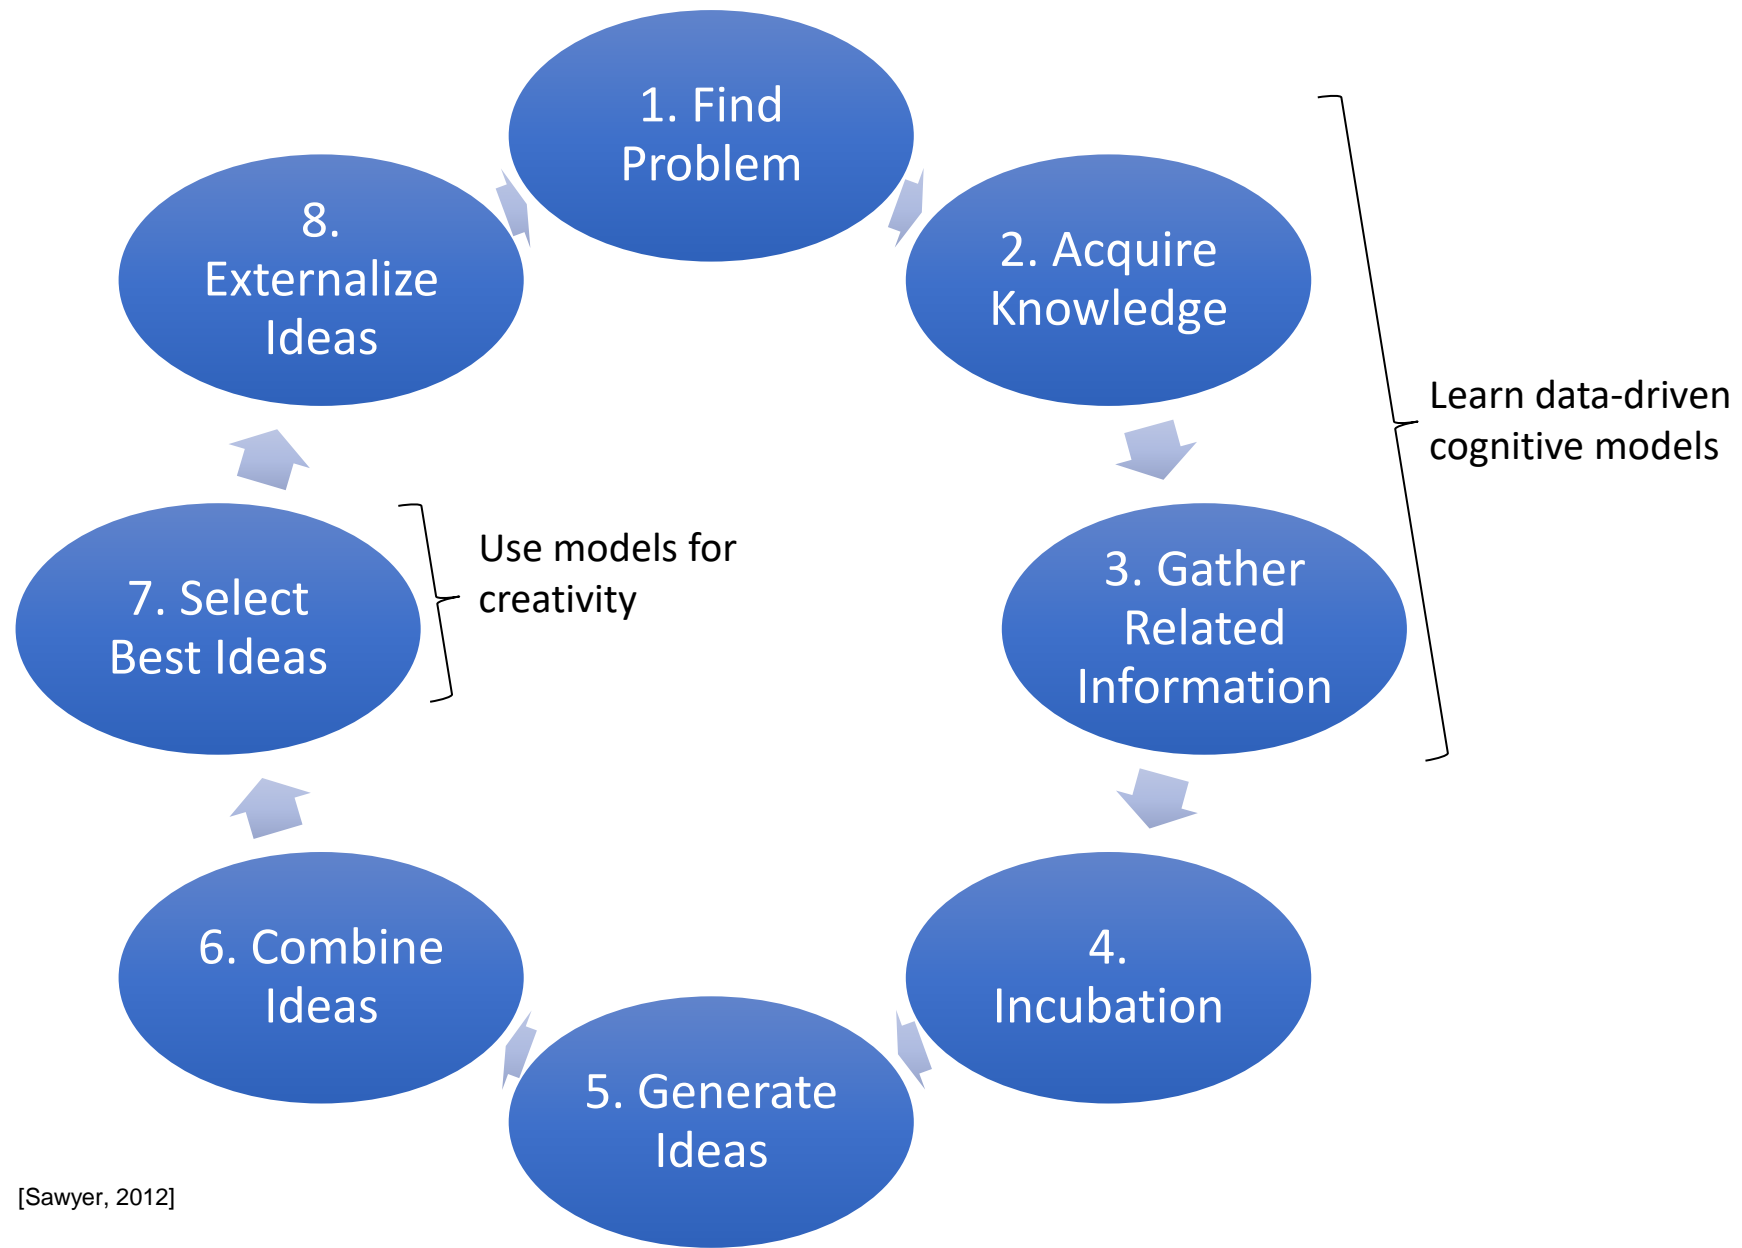 1. Find
Problem
2. Acquire
Knowledge
3. Gather
Related
Information
4.
Incubation
5. Generate
Ideas
6. Combine
Ideas
7. Select
Best Ideas
8.
Externalize
Ideas
Learn data-driven
cognitive models
Use models for
creativity
[Sawyer, 2012]